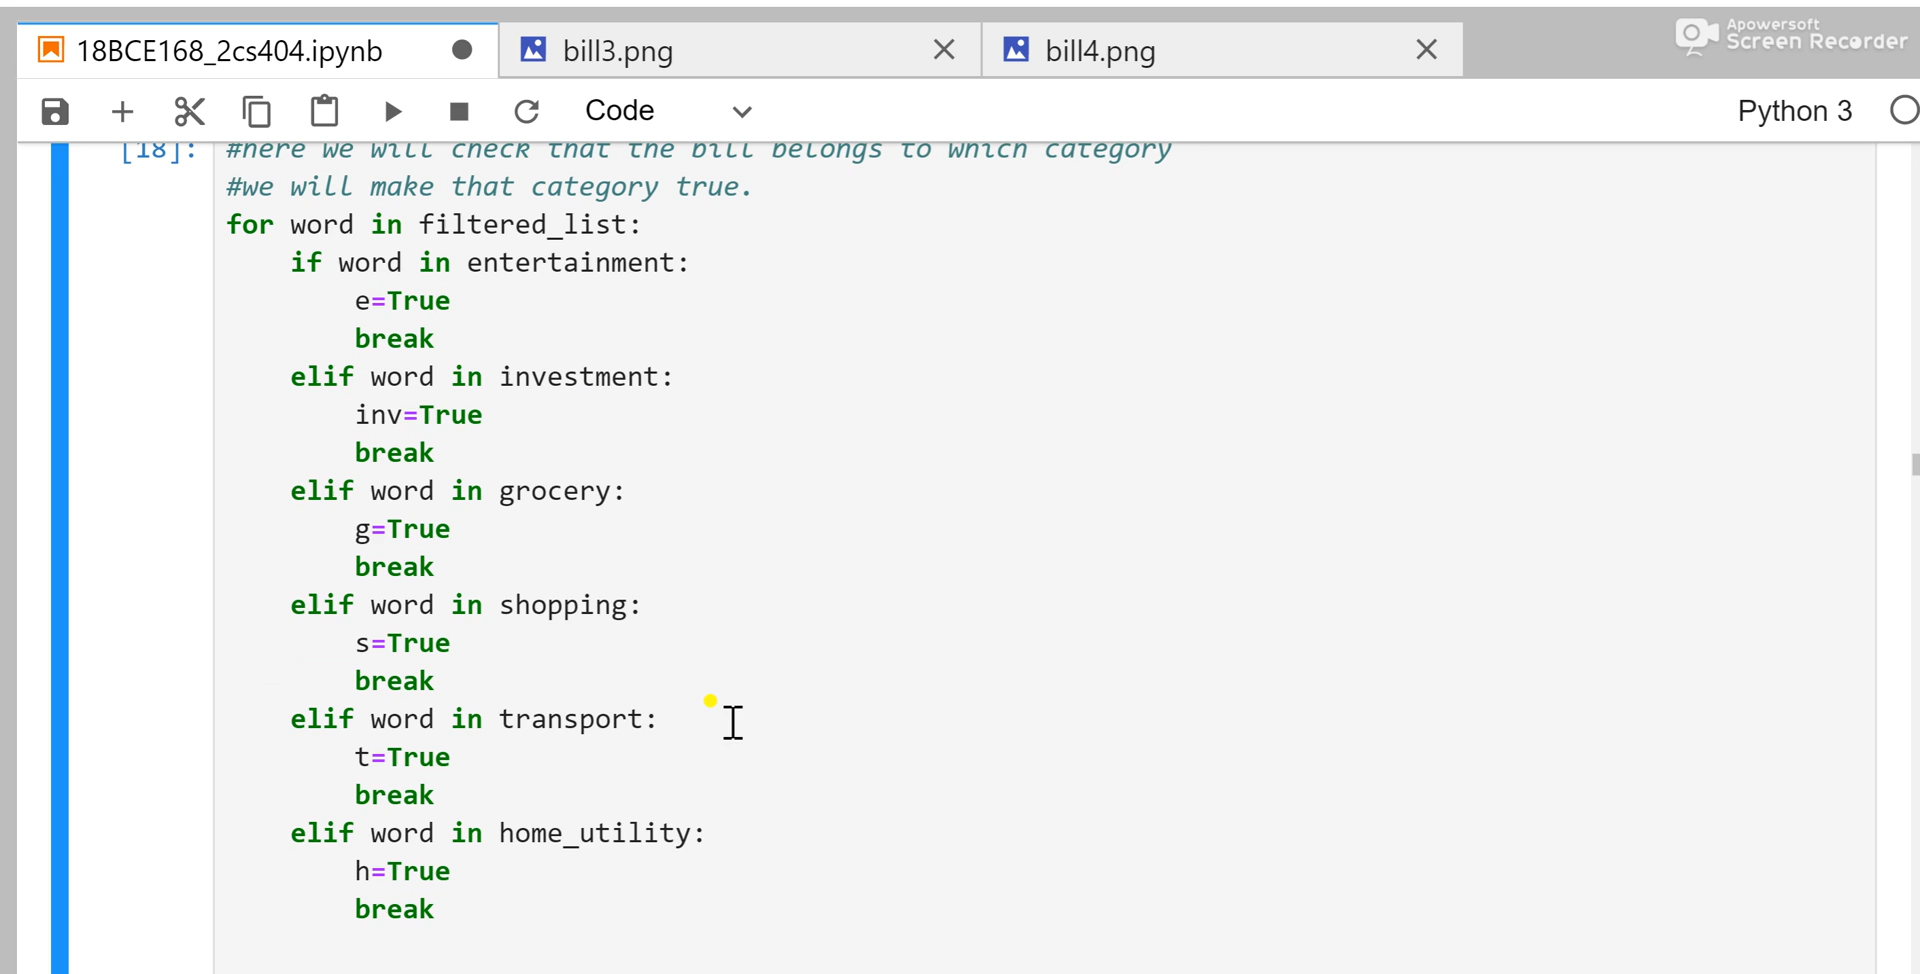 Apowersoft
Screen Recorder
18BCE168_2cs404.ipynb
bill3.png
bill4.png
Code
Python 3
[18]: #here we will check that the bill belongs to which category
#we will make that category true.
for word in filtered_list:
    if word in entertainment:
        e=True
        break
    elif word in investment:
        inv=True
        break
    elif word in grocery:
        g=True
        break
    elif word in shopping:
        s=True
        break
    elif word in transport:
        t=True
        break
    elif word in home_utility:
        h=True
        break